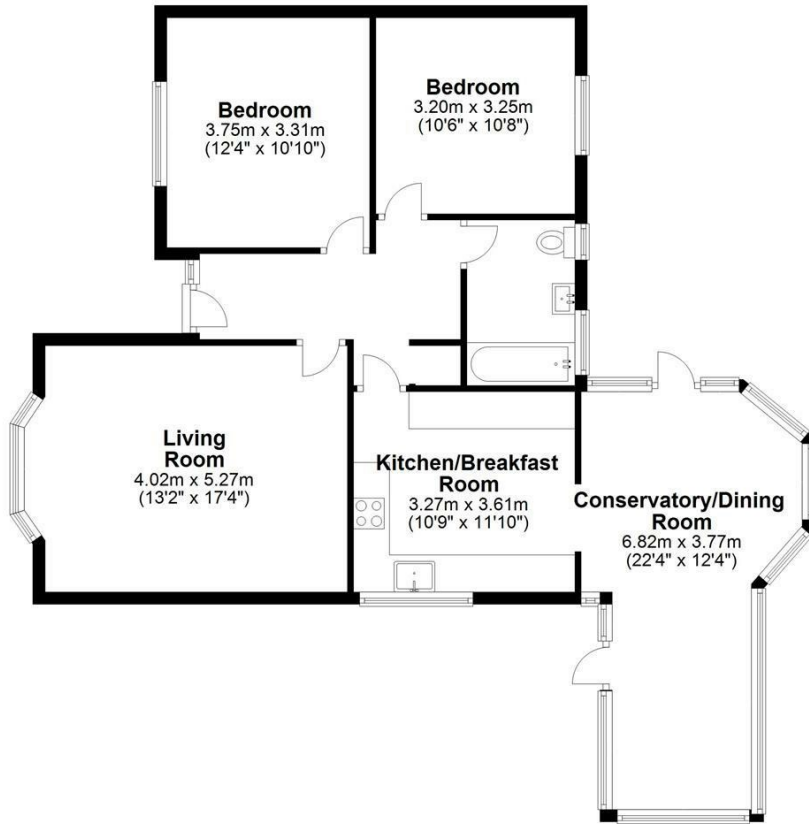 Bedroom
3.75m x 3.31m
(12'4" x 10'10")
Bedroom
3.20m x 3.25m
(10'6" x 10'8")
Living
Room
4.02m x 5.27m
(13'2" x 17'4")
Kitchen/Breakfast
Room
3.27m x 3.61m
(10'9" x 11'10")
Conservatory/Dining
Room
6.82m x 3.77m
(22'4" x 12'4")